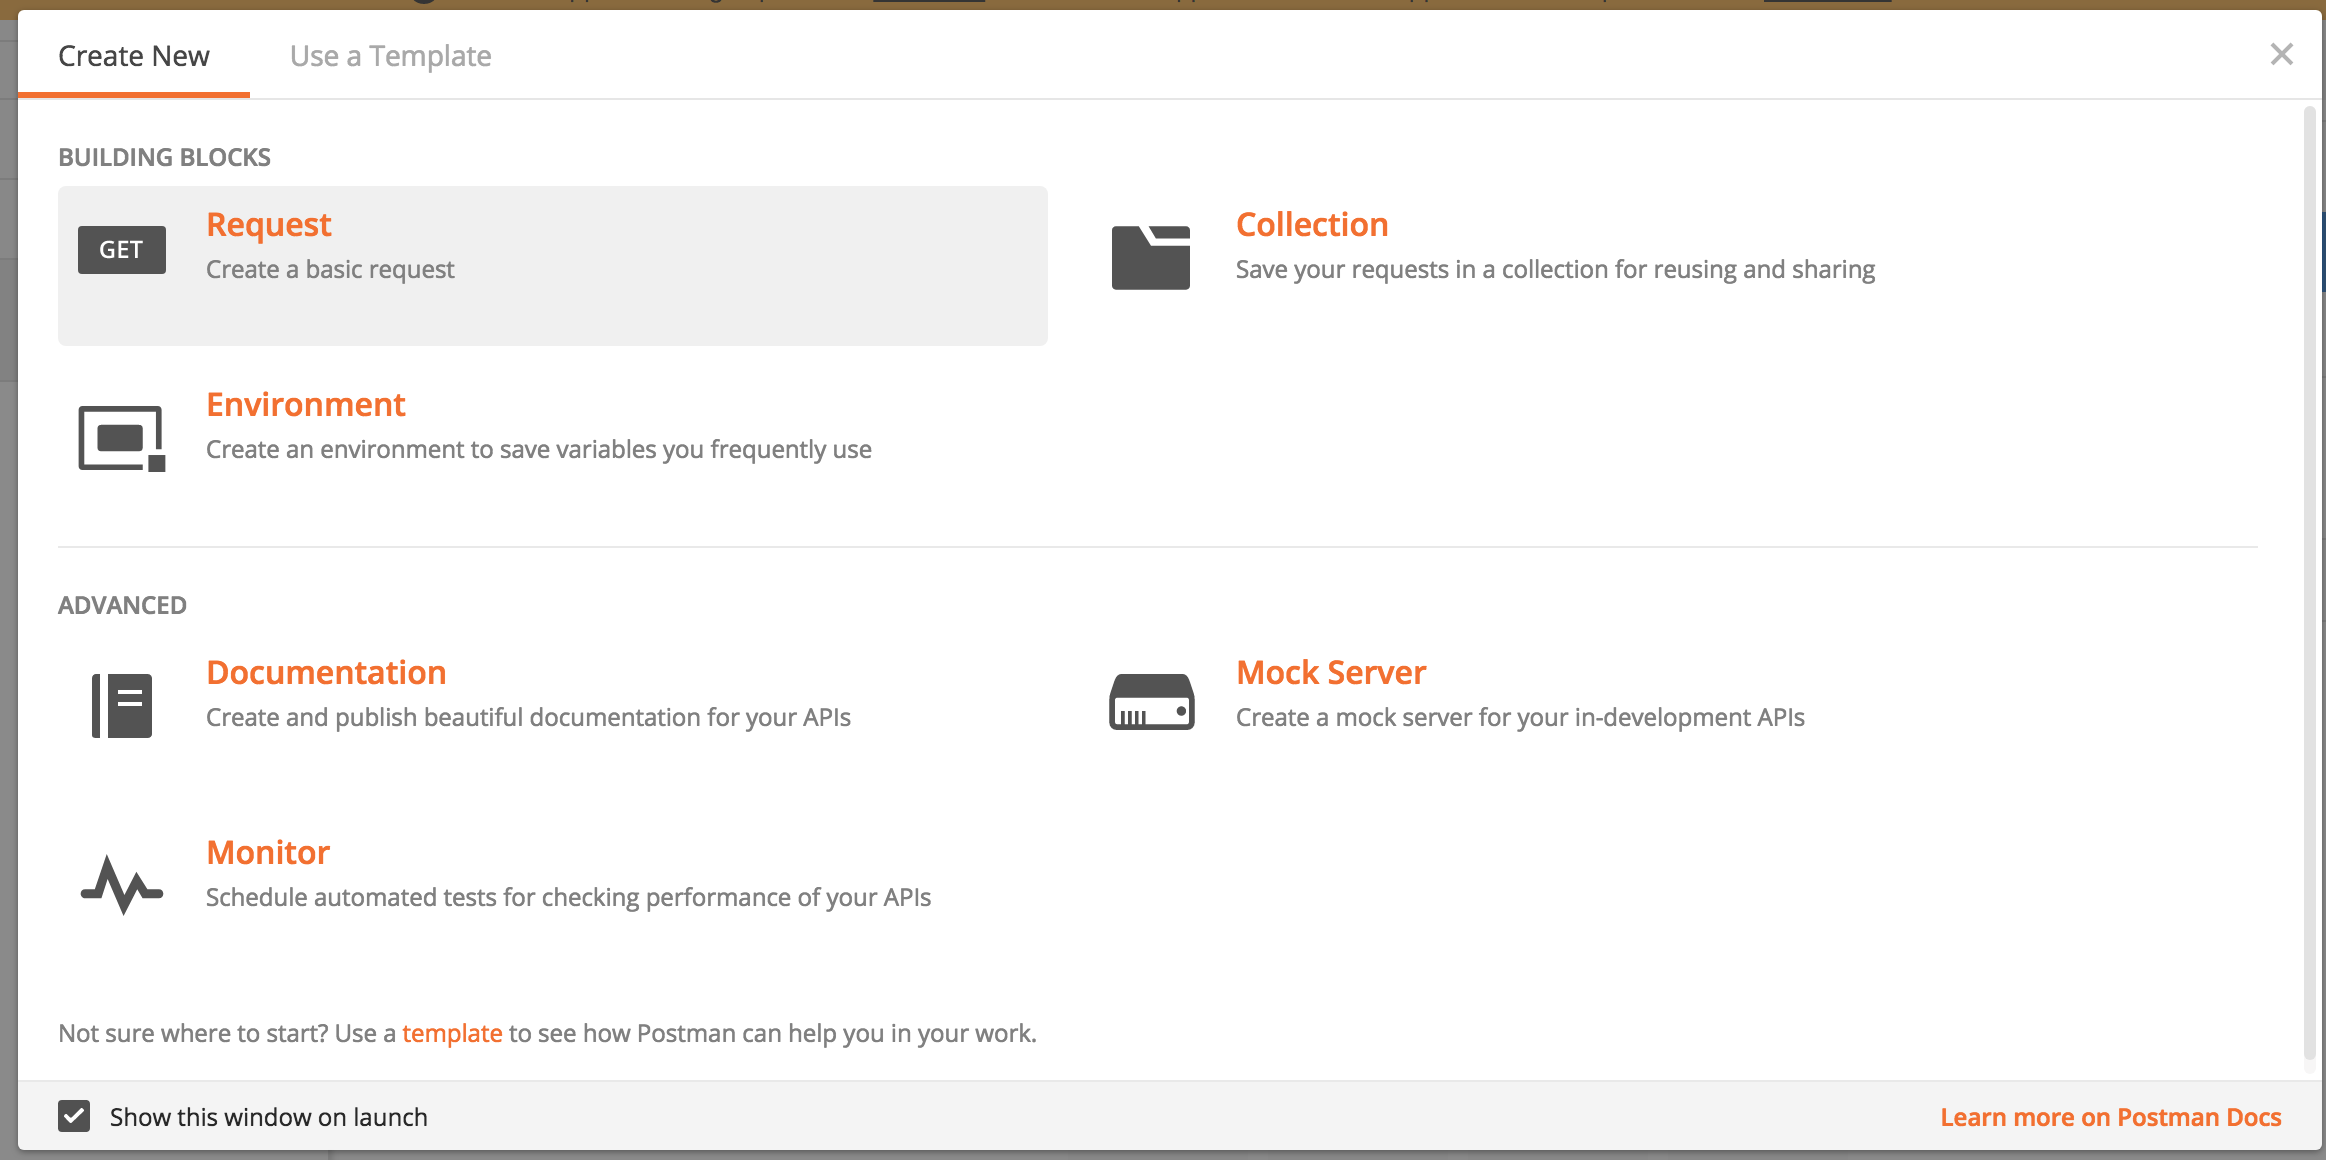 Create New
Use a Template
BUILDING BLOCKS
GET
Request
Create a basic request
Collection
Save your requests in a collection for reusing and sharing
Environment
Create an environment to save variables you frequently use
ADVANCED
Documentation
Create and publish beautiful documentation for your APIs
Mock Server
Create a mock server for your in-development APIs
Monitor
Schedule automated tests for checking performance of your APIs
Not sure where to start? Use a template to see how Postman can help you in your work.
Show this window on launch
Learn more on Postman Docs